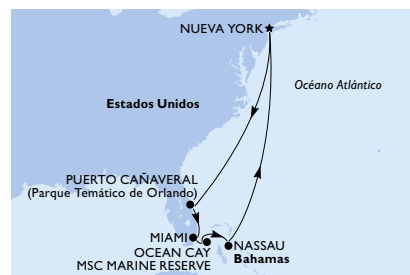 NUEVA YORK
Océano Atlántico
Estados Unidos
PUERTO CAÑAVERAL
(Parque Temático de Orlando)
MIAMI
OCEAN CAY
MSC MARINE RESERVE
NASSAU
Bahamas